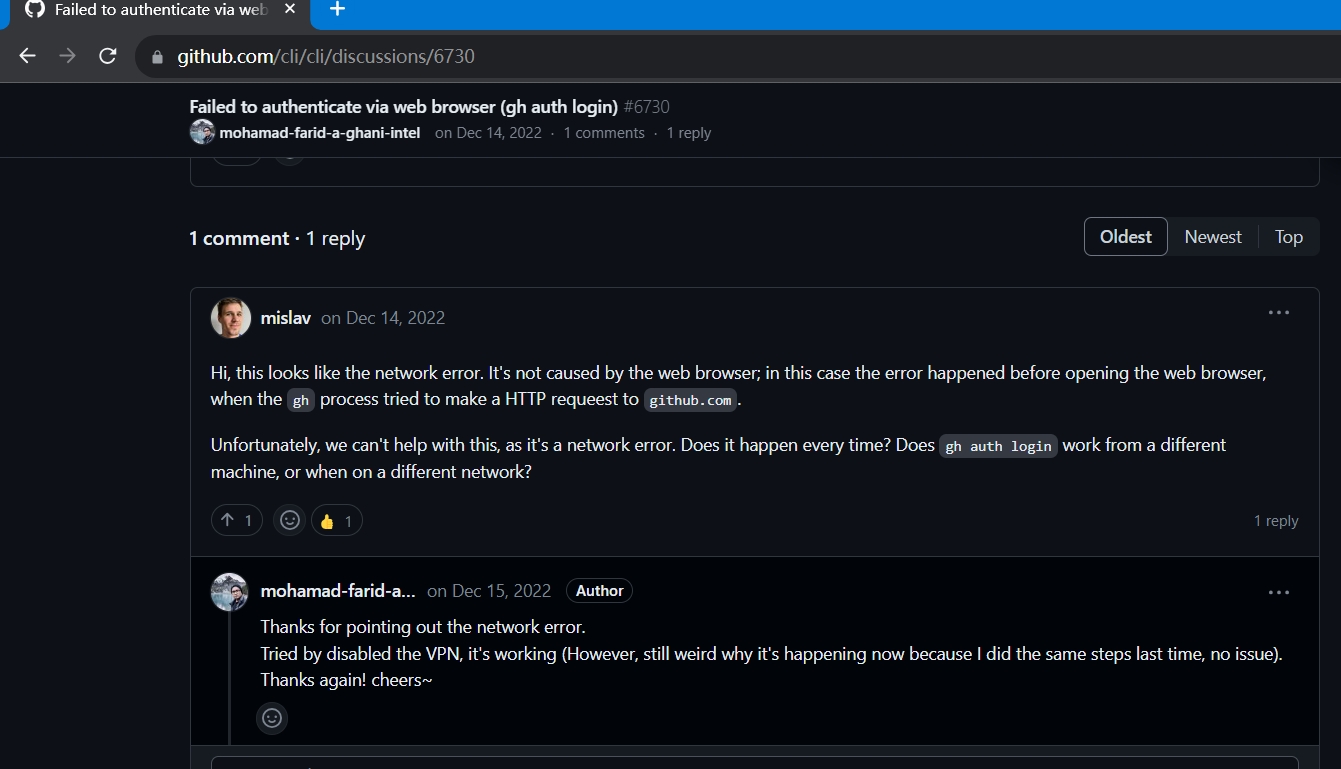 Failed to authenticate via web
github.com/cli/cli/discussions/6730
Failed to authenticate via web browser (gh auth login) #6730
mohamad-farid-a-ghani-intel on Dec 14, 2022 · 1 comments · 1 reply
1 comment · 1 reply
Oldest Newest Top
mislav on Dec 14, 2022
Hi, this looks like the network error. It's not caused by the web browser; in this case the error happened before opening the web browser,
when the gh process tried to make a HTTP requeest to github.com.
Unfortunately, we can't help with this, as it's a network error. Does it happen every time? Does gh auth login work from a different
machine, or when on a different network?
1 1 1 reply
mohamad-farid-a... on Dec 15, 2022 Author
Thanks for pointing out the network error.
Tried by disabled the VPN, it's working (However, still weird why it's happening now because I did the same steps last time, no issue).
Thanks again! cheers~